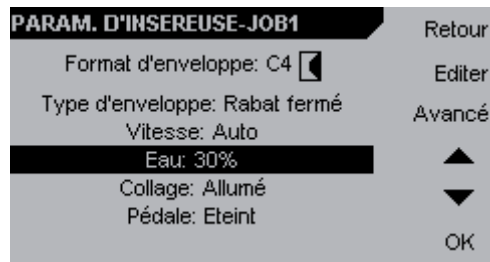 PARAM. D'INSEREUSE-JOB1
Retour
Format d'enveloppe: C4
Editer
Type d'enveloppe: Rabat fermé
Avancé
Vitesse: Auto
Eau: 30%
Collage: Allumé
Pédale: Eteint
OK